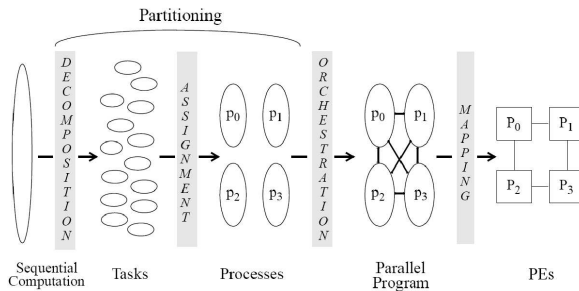 Partitioning
DECOMPOSITION
ASSIGNMENT
ORCHESTRATION
MAPPING
p0 p1
p2 p3
p0 p1
p2 p3
P0 P1
P2 P3
Sequential
Computation
Tasks
Processes
Parallel
Program
PEs